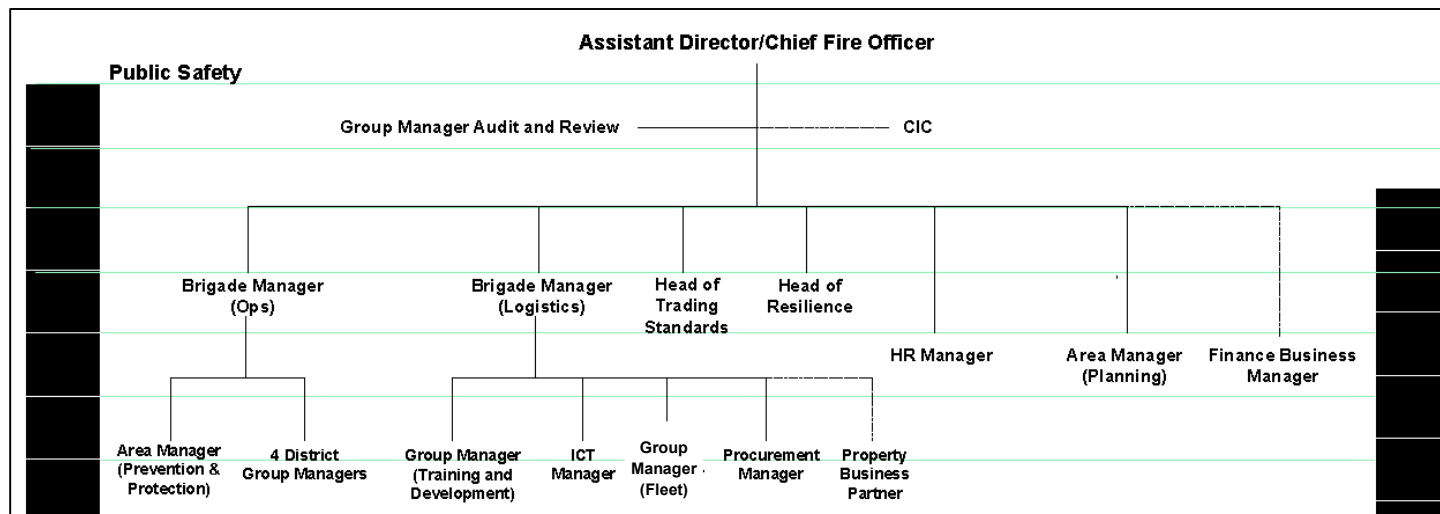 Assistant Director/Chief Fire Officer
Public Safety
Group Manager Audit and Review
CIC
Brigade Manager
(Ops)
Brigade Manager
(Logistics)
Head of
Trading
Standards
Head of
Resilience
HR Manager
Area Manager
(Planning)
Finance Business
Manager
Area Manager
(Prevention &
Protection)
4 District
Group Managers
Group Manager
(Training and
Development)
ICT
Manager
Group
Manager
(Fleet)
Procurement
Manager
Property
Business
Partner